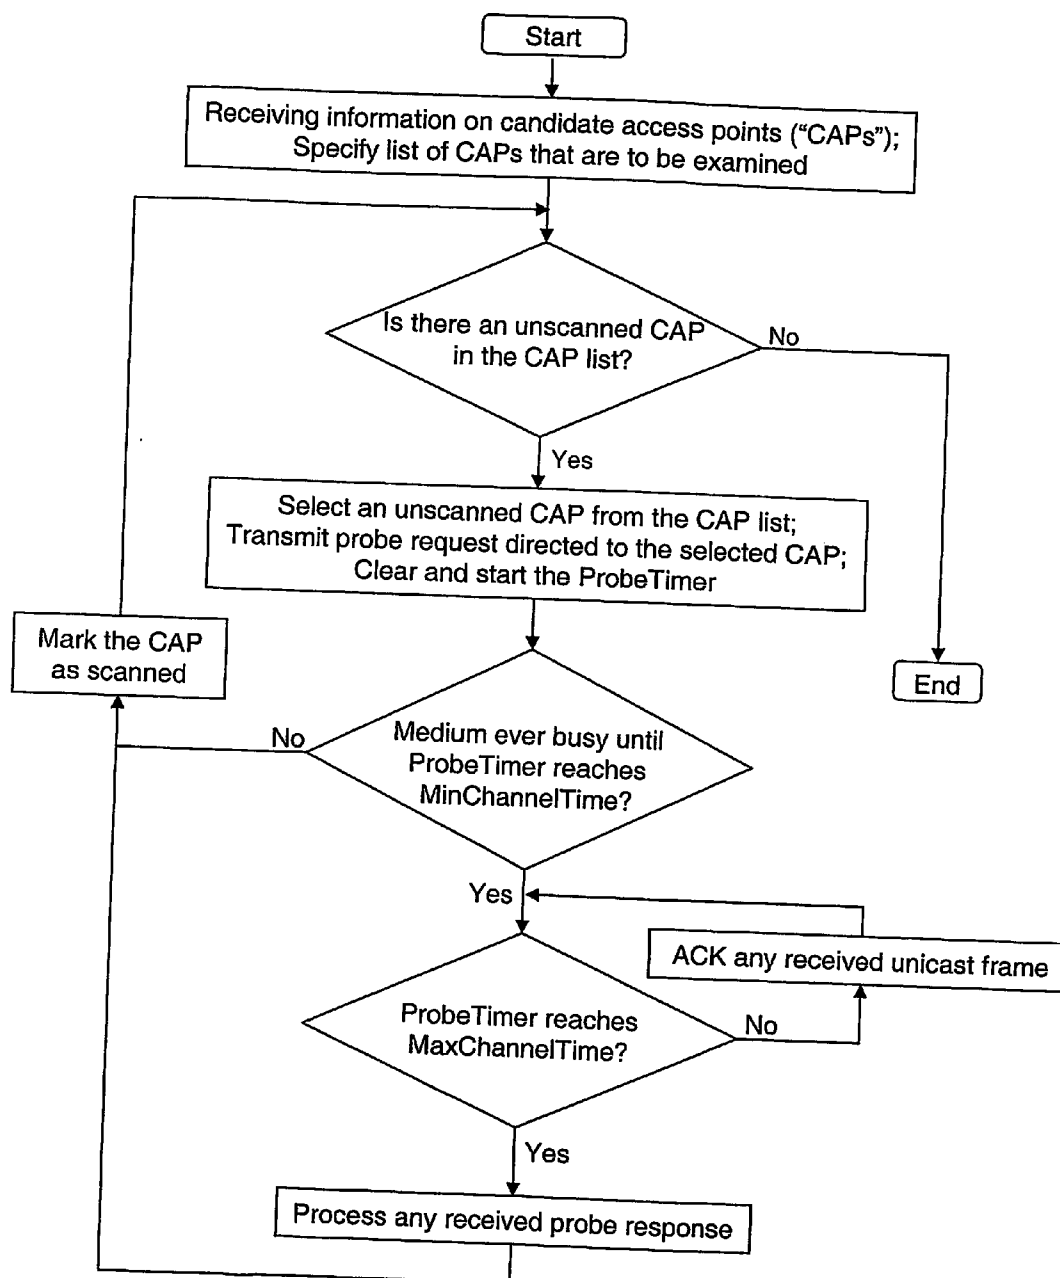 Start
Receiving information on candidate access points (“CAPs”);
Specify list of CAPs that are to be examined
Is there an unscanned CAP
in the CAP list?
No
Yes
Select an unscanned CAP from the CAP list;
Transmit probe request directed to the selected CAP;
Clear and start the ProbeTimer
Mark the CAP
as scanned
End
No
Medium ever busy until
ProbeTimer reaches
MinChannelTime?
Yes
ACK any received unicast frame
ProbeTimer reaches
MaxChannelTime?
No
Yes
Process any received probe response